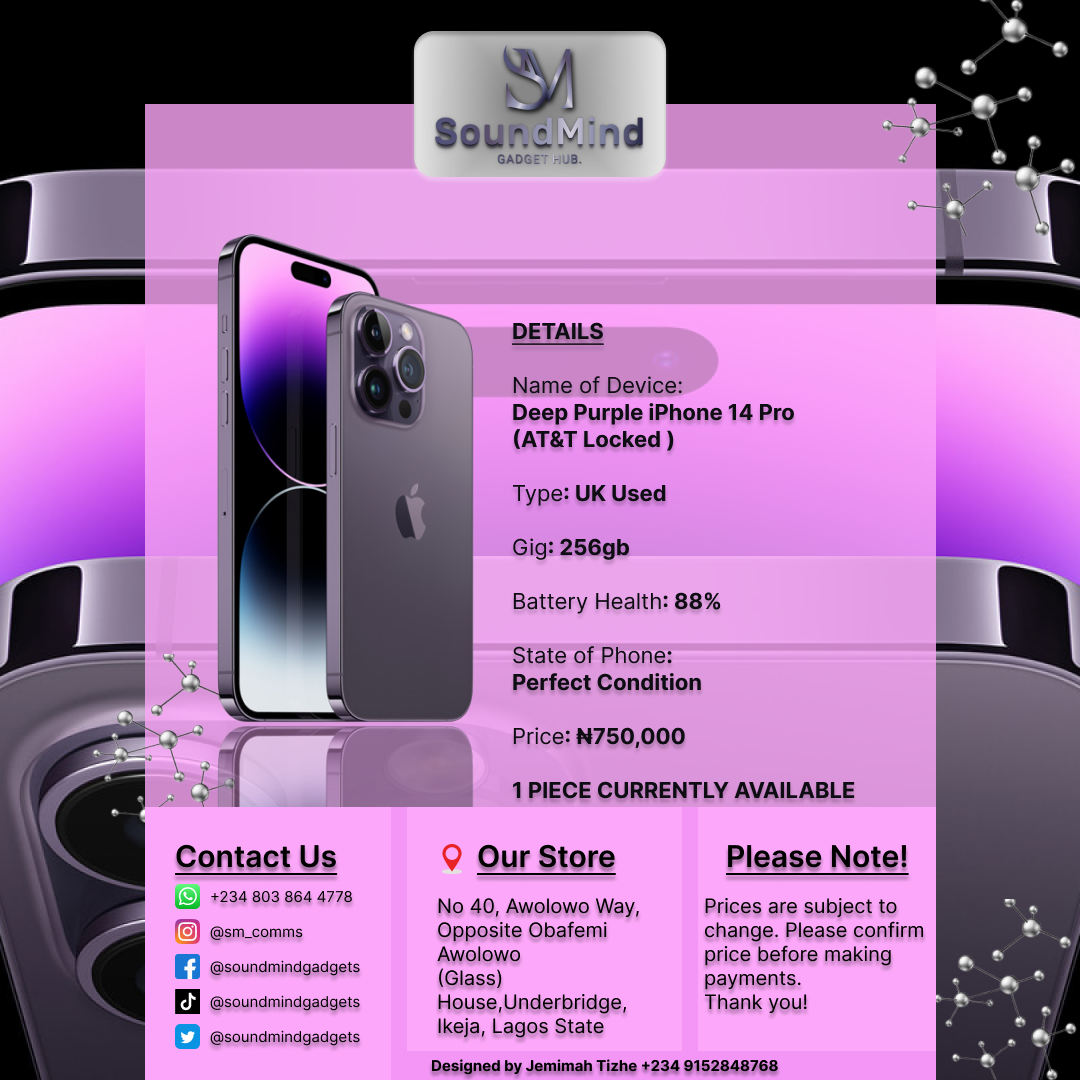 SM
SoundMind
GADGET HUB.
DETAILS
Name of Device:
Deep Purple iPhone 14 Pro
(AT&T Locked )
Type: UK Used
Gig: 256gb
Battery Health: 88%
State of Phone:
Perfect Condition
Price: ₦750,000
1 PIECE CURRENTLY AVAILABLE
Contact Us
+234 803 864 4778
@sm_comms
@soundmindgadgets
@soundmindgadgets
@soundmindgadgets
Our Store
No 40, Awolowo Way,
Opposite Obafemi
Awolowo
(Glass)
House,Underbridge,
Ikeja, Lagos State
Please Note!
Prices are subject to
change. Please confirm
price before making
payments.
Thank you!
Designed by Jemimah Tizhe +234 9152848768